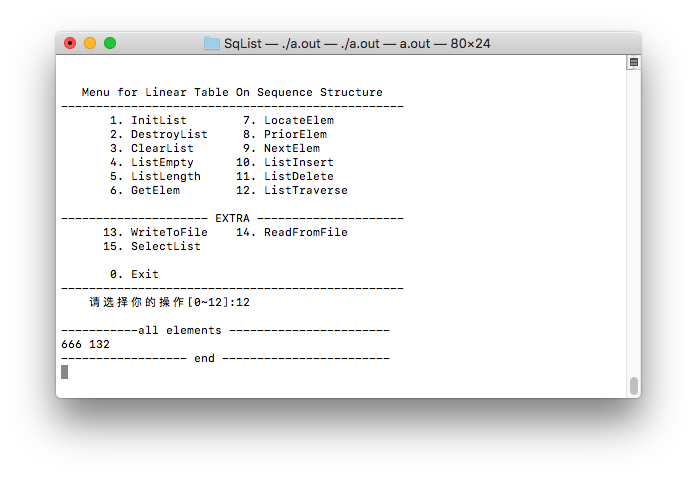 SqList — ./a.out — ./a.out — a.out — 80×24
Menu for Linear Table On Sequence Structure
-------------------------------------------------
1. InitList 7. LocateElem
2. DestroyList 8. PriorElem
3. ClearList 9. NextElem
4. ListEmpty 10. ListInsert
5. ListLength 11. ListDelete
6. GetElem 12. ListTraverse
--------------------- EXTRA ---------------------
13. WriteToFile 14. ReadFromFile
15. SelectList
0. Exit
-------------------------------------------------
请选择你的操作[0~12]:12
-----------all elements -----------------------
666 132
------------------ end ------------------------